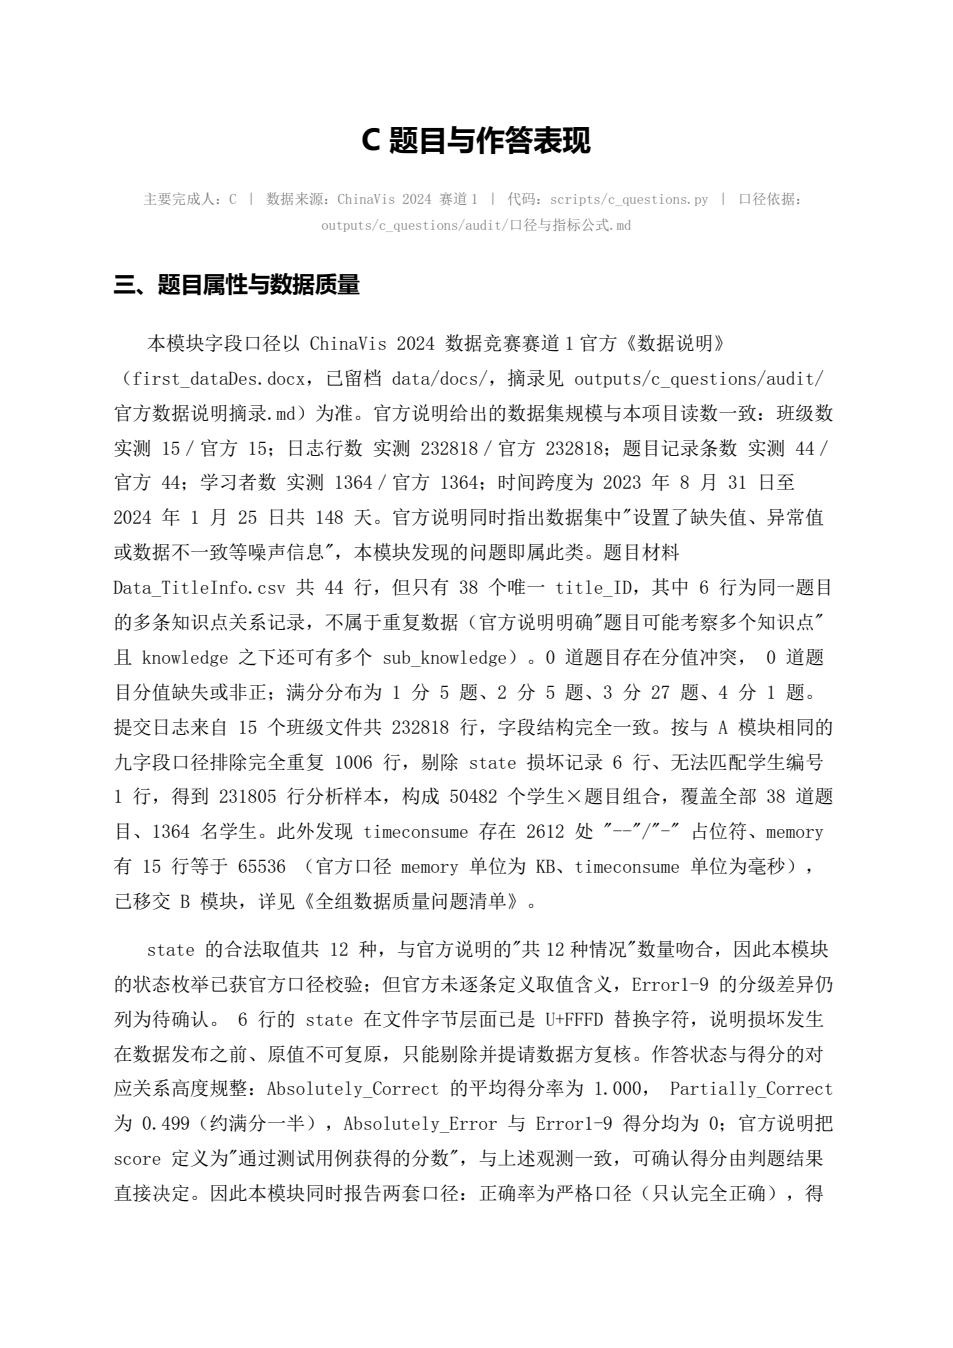 C 题目与作答表现
主要完成人：C ｜ 数据来源：ChinaVis 2024 赛道 1 ｜ 代码：scripts/c_questions.py ｜ 口径依据：
outputs/c_questions/audit/口径与指标公式.md
三、题目属性与数据质量
本模块字段口径以 ChinaVis 2024 数据竞赛赛道 1 官方《数据说明》
（first_dataDes.docx，已留档 data/docs/，摘录见 outputs/c_questions/audit/
官方数据说明摘录.md）为准。官方说明给出的数据集规模与本项目读数一致：班级数
实测 15／官方 15；日志行数 实测 232818／官方 232818；题目记录条数 实测 44／
官方 44；学习者数 实测 1364／官方 1364；时间跨度为 2023 年 8 月 31 日至
2024 年 1 月 25 日共 148 天。官方说明同时指出数据集中"设置了缺失值、异常值
或数据不一致等噪声信息"，本模块发现的问题即属此类。题目材料
Data_TitleInfo.csv 共 44 行，但只有 38 个唯一 title_ID，其中 6 行为同一题目
的多条知识点关系记录，不属于重复数据（官方说明明确"题目可能考察多个知识点"
且 knowledge 之下还可有多个 sub_knowledge）。0 道题目存在分值冲突， 0 道题
目分值缺失或非正；满分分布为 1 分 5 题、2 分 5 题、3 分 27 题、4 分 1 题。
提交日志来自 15 个班级文件共 232818 行，字段结构完全一致。按与 A 模块相同的
九字段口径排除完全重复 1006 行，剔除 state 损坏记录 6 行、无法匹配学生编号
1 行，得到 231805 行分析样本，构成 50482 个学生×题目组合，覆盖全部 38 道题
目、1364 名学生。此外发现 timeconsume 存在 2612 处 "--"/"-" 占位符、memory
有 15 行等于 65536 （官方口径 memory 单位为 KB、timeconsume 单位为毫秒），
已移交 B 模块，详见《全组数据质量问题清单》。
state 的合法取值共 12 种，与官方说明的"共 12 种情况"数量吻合，因此本模块
的状态枚举已获官方口径校验；但官方未逐条定义取值含义，Error1-9 的分级差异仍
列为待确认。 6 行的 state 在文件字节层面已是 U+FFFD 替换字符，说明损坏发生
在数据发布之前、原值不可复原，只能剔除并提请数据方复核。作答状态与得分的对
应关系高度规整：Absolutely_Correct 的平均得分率为 1.000， Partially_Correct
为 0.499（约满分一半），Absolutely_Error 与 Error1-9 得分均为 0；官方说明把
score 定义为"通过测试用例获得的分数"，与上述观测一致，可确认得分由判题结果
直接决定。因此本模块同时报告两套口径：正确率为严格口径（只认完全正确），得